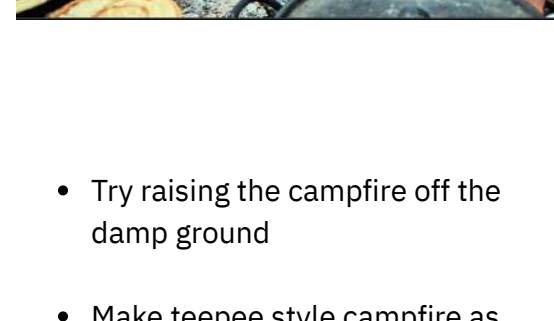 • Try raising the campfire off the
damp ground
• Make teepee style campfire as